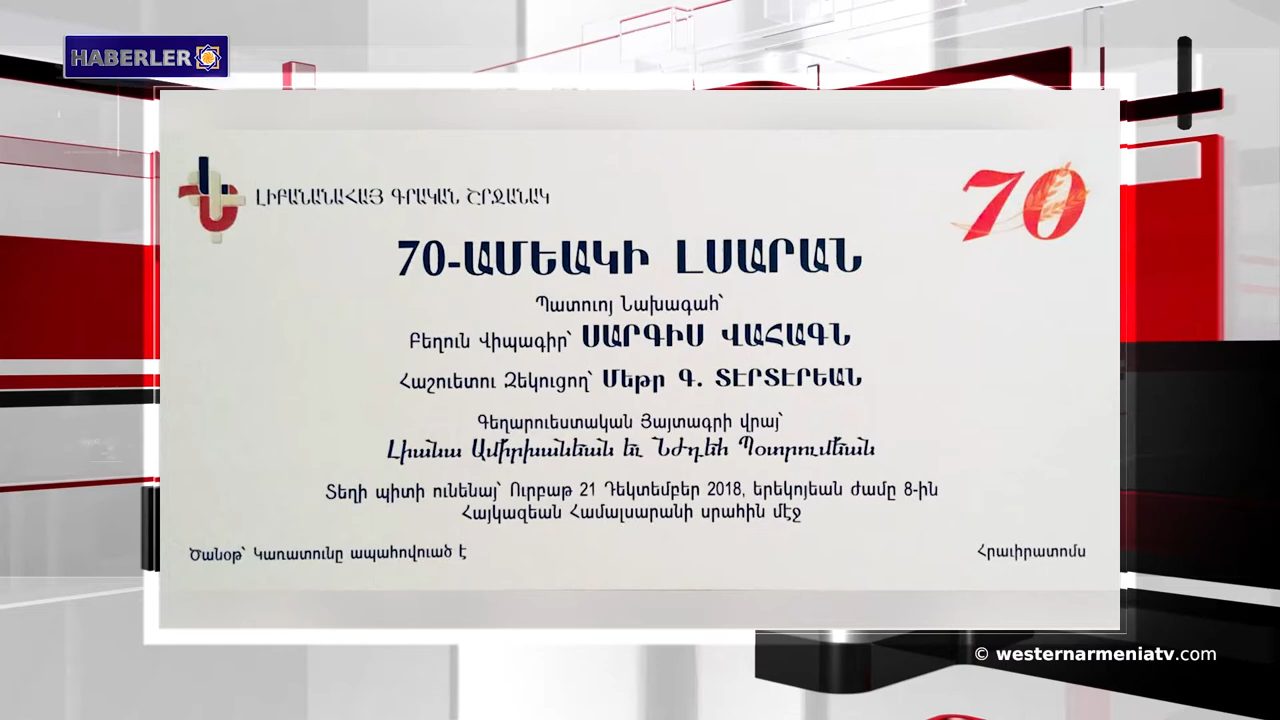 HABERLER
ԼԻԲԱՆԱՆԱՀԱՅ ԳՐԱԿԱՆ ՇՐՋԱՆԱԿ
70
70-ԱՄԵԱԿԻ ԼՍԱՐԱՆ
Պատուոյ Նախագահ՝
Բեղուն Վիպագիր՝ ՍԱՐԳԻՍ ՎԱՀԱԳՆ
Հաշուետու Զեկուցող՝ Մեթր Գ. ՏԷՐՏԷՐԵԱՆ
Գեղարուեստական Յայտագրի վրայ՝
Լիանա Ամիրխանեան եւ Նժդեհ Պօտրումեան
Տեղի պիտի ունենայ՝ Ուրբաթ 21 Դեկտեմբեր 2018, երեկոյեան ժամը 8-ին
Հայկազեան Համալսարանի սրահին մէջ
Ծանօթ՝ Կառատունը ապահովուած է
Հրաւիրատոմս
© westernarmeniatv.com